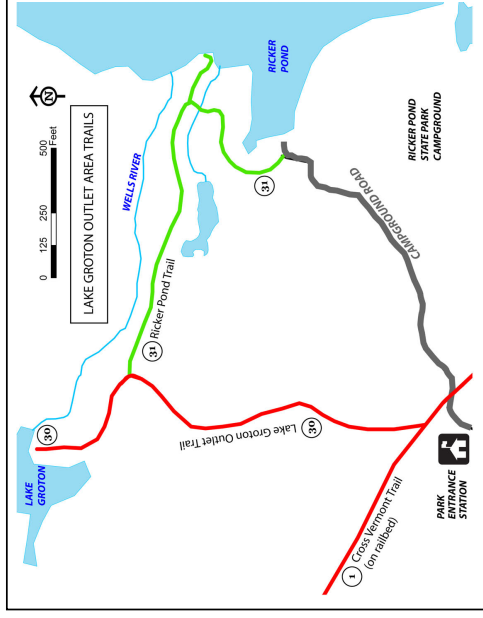 LAKE GROTON OUTLET AREA TRAILS
0 125 250 500
Feet
N
LAKE
GROTON
30
WELLS RIVER
RICKER
POND
31 Ricker Pond Trail
31
Lake Groton Outlet Trail
30
1 Cross Vermont Trail
(on railbed)
CAMPGROUND ROAD
RICKER POND
STATE PARK
CAMPGROUND
PARK
ENTRANCE
STATION